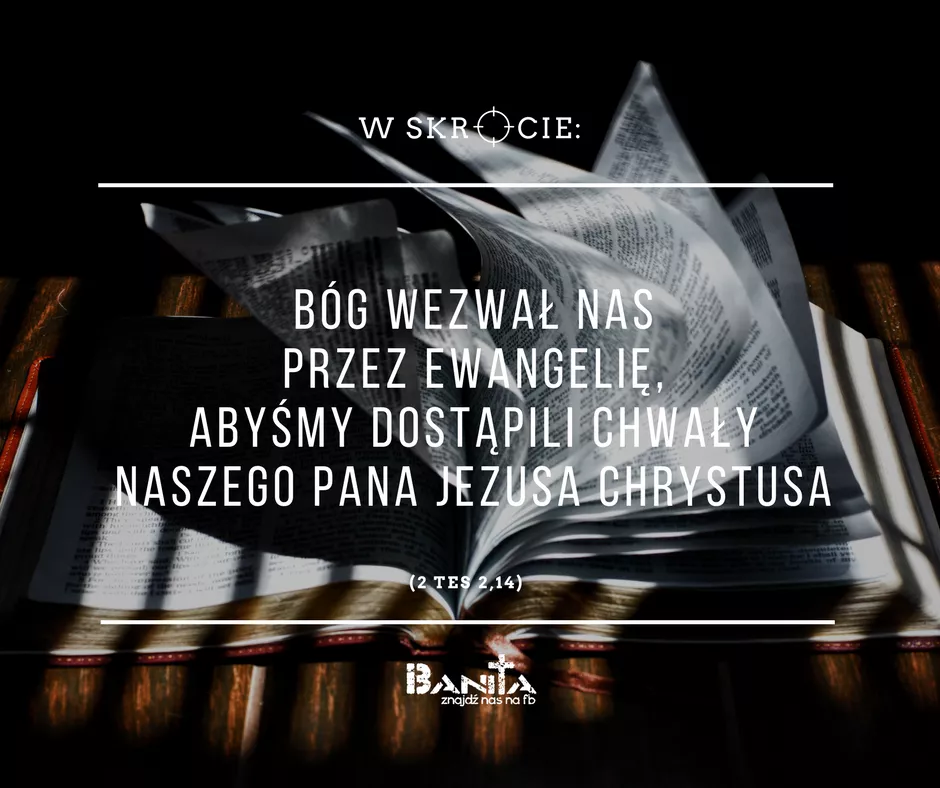 W SKRÓCIE:
BÓG WEZWAŁ NAS
PRZEZ EWANGELIĘ,
ABYŚMY DOSTĄPILI CHWAŁY
NASZEGO PANA JEZUSA CHRYSTUSA
(2 TES 2,14)
BANITA
znajdź nas na fb